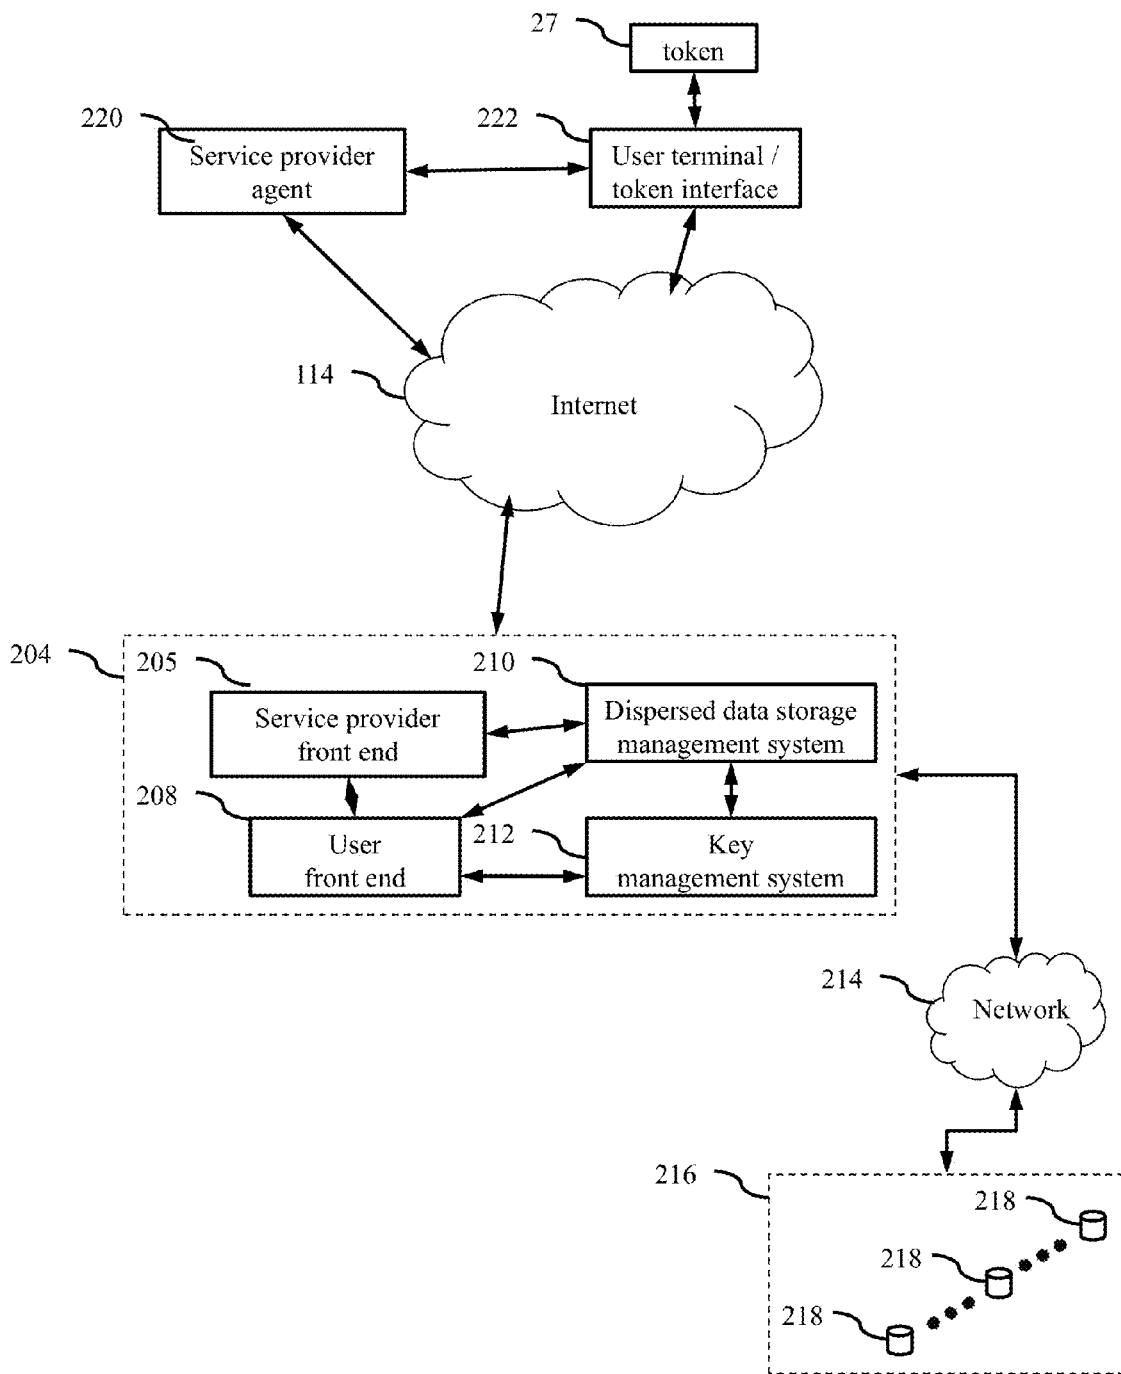 27
token
220
222
Service provider
agent
User terminal /
token interface
114
Internet
204
205
210
Service provider
front end
Dispersed data storage
management system
208
212
User
front end
Key
management system
214
Network
216
218
218
218